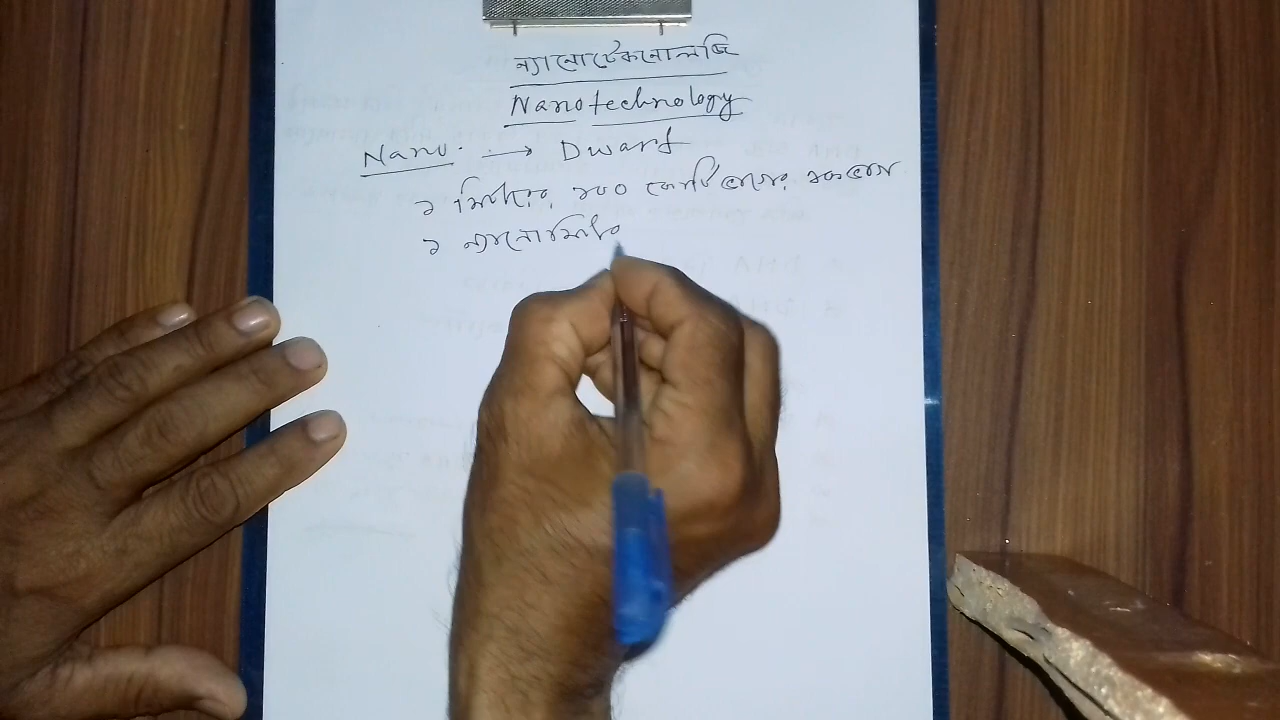 ন্যানোটেকনোলজি
Nanotechnology
Nano. → Dwarf
১ মিটারের ১০০ কোটি ভাগের একভাগ
১ ন্যানোমিট